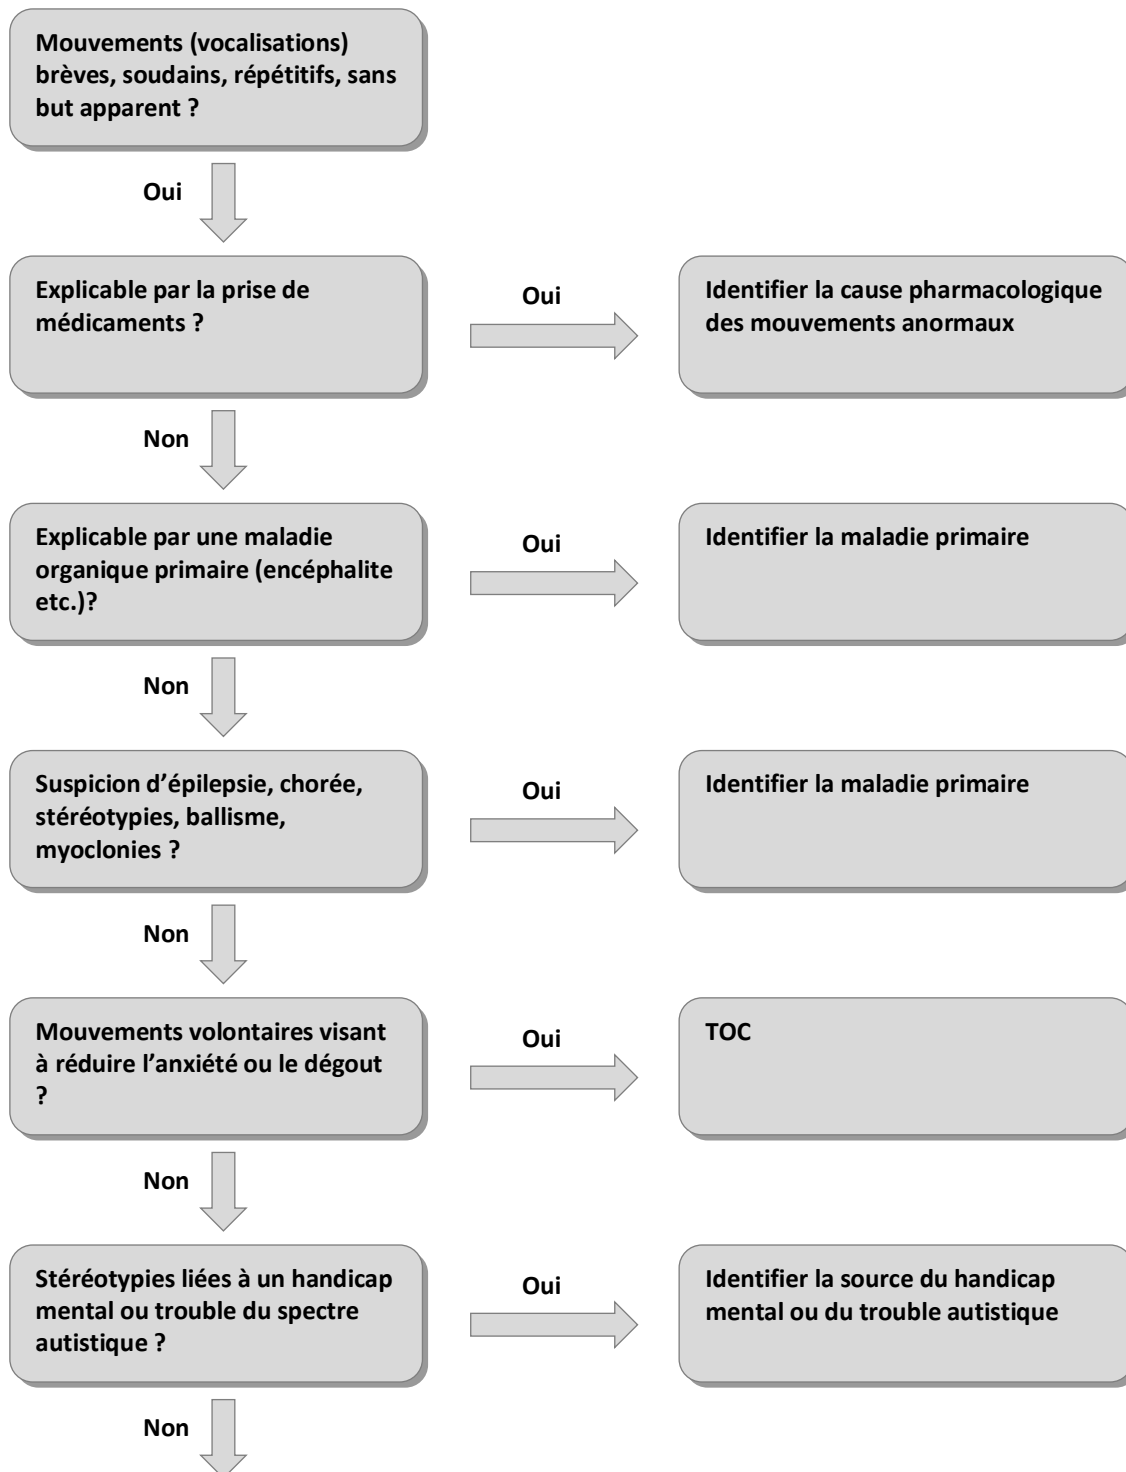 Mouvements (vocalisations)
brèves, soudains, répétitifs, sans
but apparent ?
Oui
Explicable par la prise de
médicaments ?
Oui
Identifier la cause pharmacologique
des mouvements anormaux
Non
Explicable par une maladie
organique primaire (encéphalite
etc.)?
Oui
Identifier la maladie primaire
Non
Suspicion d’épilepsie, chorée,
stéréotypies, ballisme,
myoclonies ?
Oui
Identifier la maladie primaire
Non
Mouvements volontaires visant
à réduire l’anxiété ou le dégout
?
Oui
TOC
Non
Stéréotypies liées à un handicap
mental ou trouble du spectre
autistique ?
Oui
Identifier la source du handicap
mental ou du trouble autistique
Non